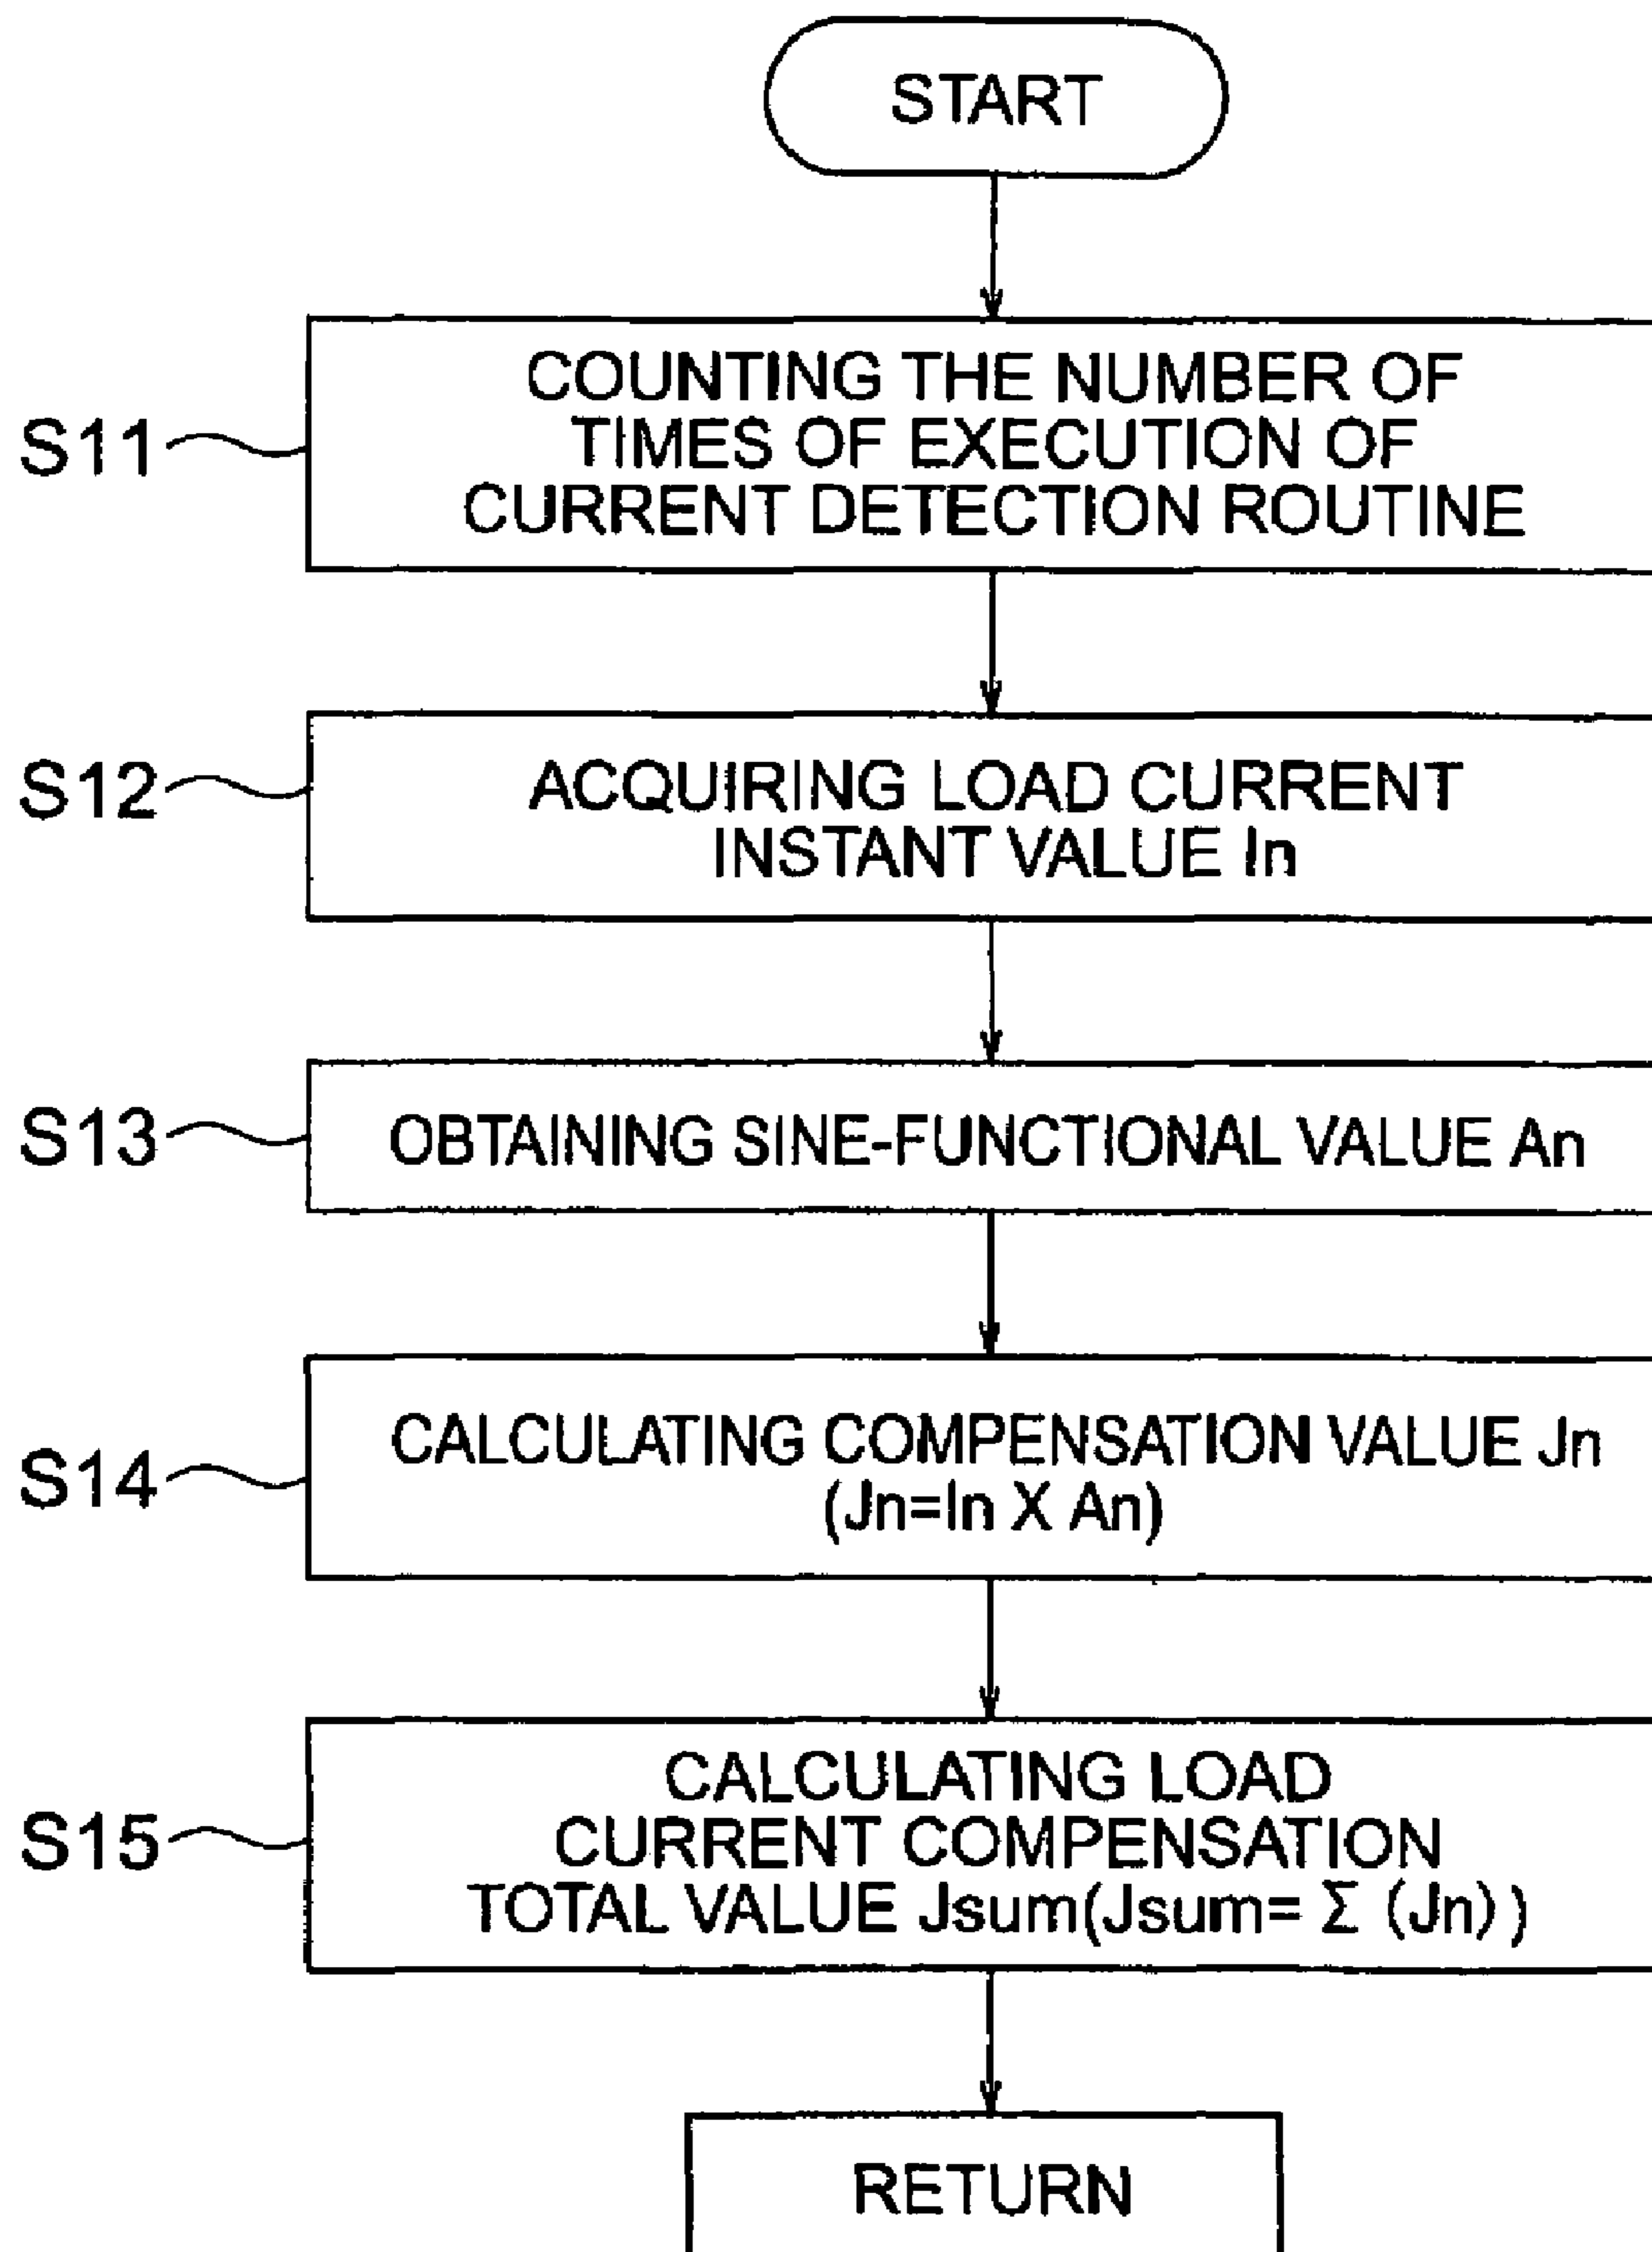 START
S11
COUNTING THE NUMBER OF
TIMES OF EXECUTION OF
CURRENT DETECTION ROUTINE
S12
ACQUIRING LOAD CURRENT
INSTANT VALUE In
S13
OBTAINING SINE-FUNCTIONAL VALUE An
S14
CALCULATING COMPENSATION VALUE Jn
(Jn=In X An)
S15
CALCULATING LOAD
CURRENT COMPENSATION
TOTAL VALUE Jsum(Jsum= Σ (Jn))
RETURN